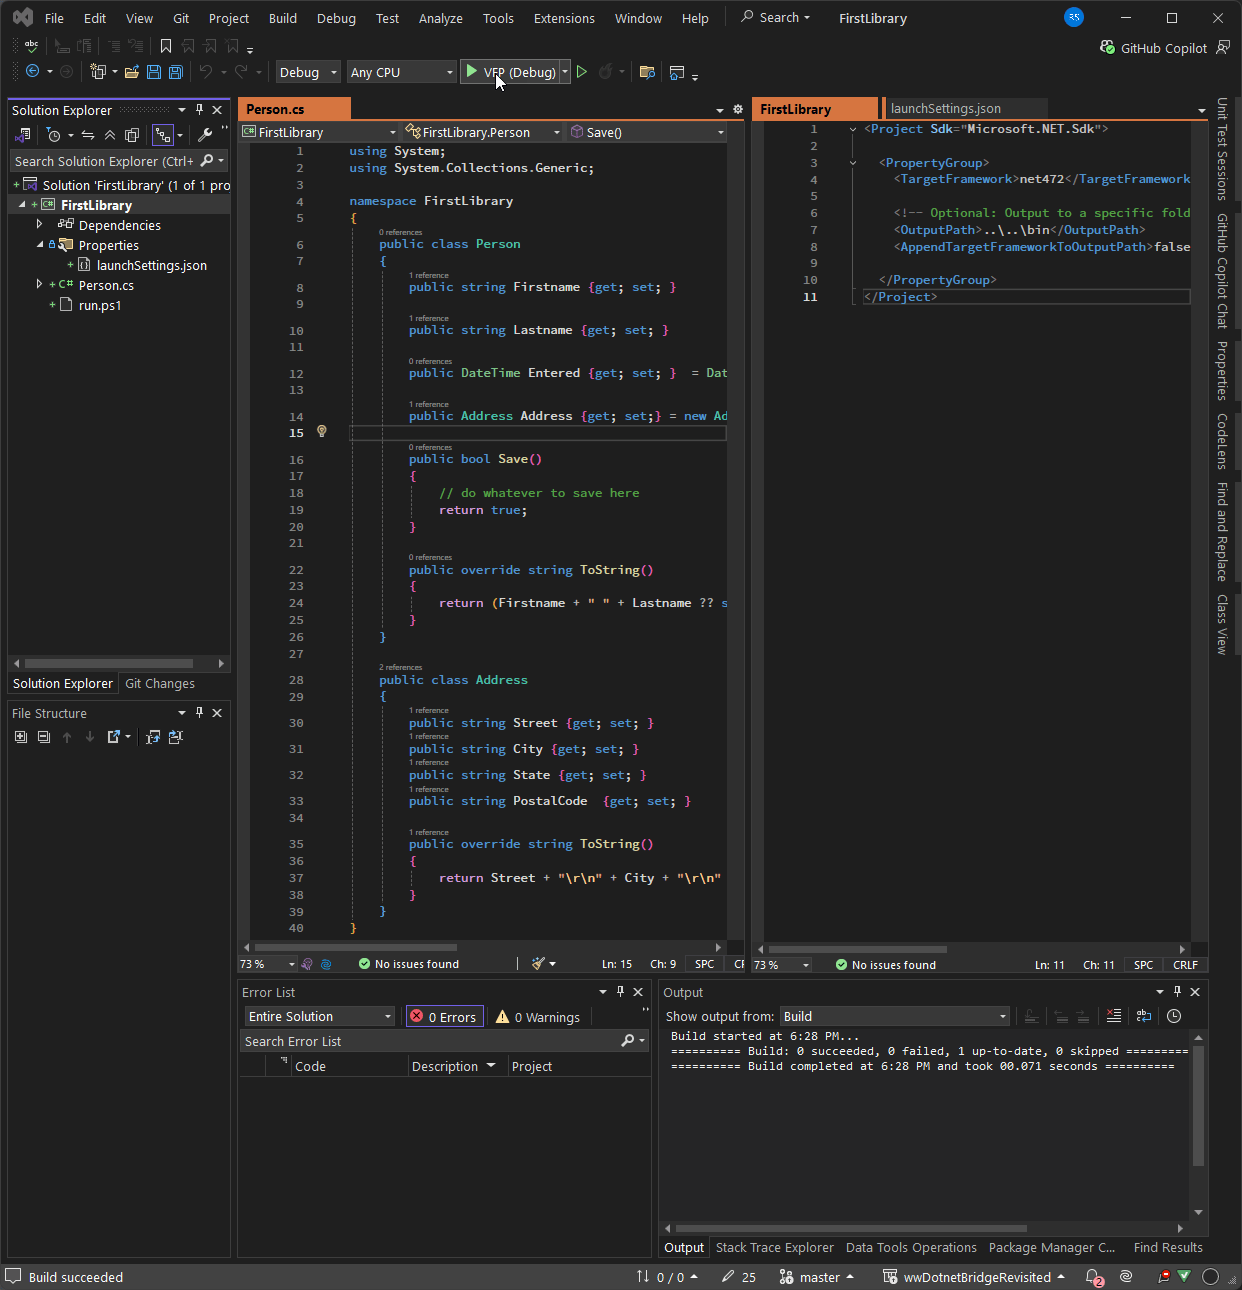 File Edit View Git Project Build Debug Test Analyze Tools Extensions Window Help Search FirstLibrary RS
abc
GitHub Copilot
Debug Any CPU VFP (Debug)
Solution Explorer
Search Solution Explorer (Ctrl+
Solution 'FirstLibrary' (1 of 1 pro
FirstLibrary
Dependencies
Properties
launchSettings.json
C# Person.cs
run.ps1
Solution Explorer Git Changes
File Structure
Person.cs
FirstLibrary FirstLibrary.Person Save()
1 using System;
2 using System.Collections.Generic;
3
4 namespace FirstLibrary
5 {
0 references
6 public class Person
7 {
1 reference
8 public string Firstname {get; set; }
9
1 reference
10 public string Lastname {get; set; }
11
0 references
12 public DateTime Entered {get; set; }  = Dat
13
1 reference
14 public Address Address {get; set;} = new Ad
15
0 references
16 public bool Save()
17 {
18 // do whatever to save here
19 return true;
20 }
21
0 references
22 public override string ToString()
23 {
24 return (Firstname + " " + Lastname ?? s
25 }
26 }
27
2 references
28 public class Address
29 {
1 reference
30 public string Street {get; set; }
1 reference
31 public string City {get; set; }
1 reference
32 public string State {get; set; }
1 reference
33 public string PostalCode  {get; set; }
34
1 reference
35 public override string ToString()
36 {
37 return Street + "\r\n" + City + "\r\n"
38 }
39 }
40 }
73 % No issues found Ln: 15 Ch: 9 SPC CR
FirstLibrary launchSettings.json
1 <Project Sdk="Microsoft.NET.Sdk">
2
3 <PropertyGroup>
4 <TargetFramework>net472</TargetFramework
5
6 <!-- Optional: Output to a specific fold
7 <OutputPath>..\..\bin</OutputPath>
8 <AppendTargetFrameworkToOutputPath>false
9
10 </PropertyGroup>
11 </Project>
73 % No issues found Ln: 11 Ch: 11 SPC CRLF
Unit Test Sessions
GitHub Copilot Chat
Properties
CodeLens
Find and Replace
Class View
Error List
Entire Solution 0 Errors 0 Warnings
Search Error List
Code Description Project
Output
Show output from: Build
Build started at 6:28 PM...
========== Build: 0 succeeded, 0 failed, 1 up-to-date, 0 skipped =========
========== Build completed at 6:28 PM and took 00.071 seconds ==========
Output Stack Trace Explorer Data Tools Operations Package Manager C... Find Results
Build succeeded 0 / 0 25 master wwDotnetBridgeRevisited 2